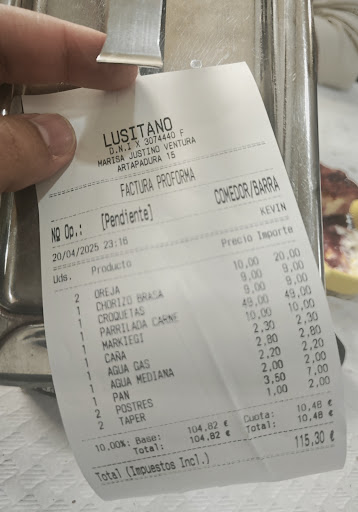 LUSITANO
D.N.I X 3074440 F
MARISA JUSTINO VENTURA
ARTAPADURA 15
FACTURA PROFORMA
Nº Op.: [Pendiente] COMEDOR/BARRA
20/04/2025 23:16 KEVIN
Uds. Producto Precio Importe
2 OREJA 10,00 20,00
1 CHORIZO BRASA 9,00 9,00
1 CROQUETAS 9,00 9,00
1 PARRILADA CARNE 49,00 49,00
1 MARKIEGI 10,00 10,00
1 CAÑA 2,30 2,30
1 AGUA GAS 2,80 2,80
1 AGUA MEDIANA 2,20 2,20
1 PAN 2,00 2,00
2 POSTRES 3,50 7,00
2 TAPER 1,00 2,00
10,00% Base: 104,82 € Cuota: 10,48 €
Total: 104,82 € Total: 10,48 €
Total (Impuestos Incl.) 115,30 €